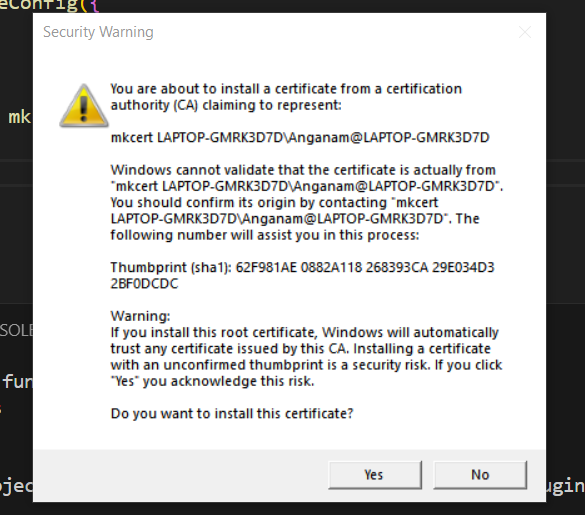 eConfig({
Security Warning
You are about to install a certificate from a certification
authority (CA) claiming to represent:
mk
mkcert LAPTOP-GMRK3D7D\Anganam@LAPTOP-GMRK3D7D
Windows cannot validate that the certificate is actually from
"mkcert LAPTOP-GMRK3D7D\Anganam@LAPTOP-GMRK3D7D".
You should confirm its origin by contacting "mkcert
LAPTOP-GMRK3D7D\Anganam@LAPTOP-GMRK3D7D". The
following number will assist you in this process:
Thumbprint (sha1): 62F981AE 0882A118 268393CA 29E034D3
2BF0DCDC
Warning:
SOLE
If you install this root certificate, Windows will automatically
trust any certificate issued by this CA. Installing a certificate
with an unconfirmed thumbprint is a security risk. If you click
fun
"Yes" you acknowledge this risk.
s
Do you want to install this certificate?
Yes
No
ojec
ugin